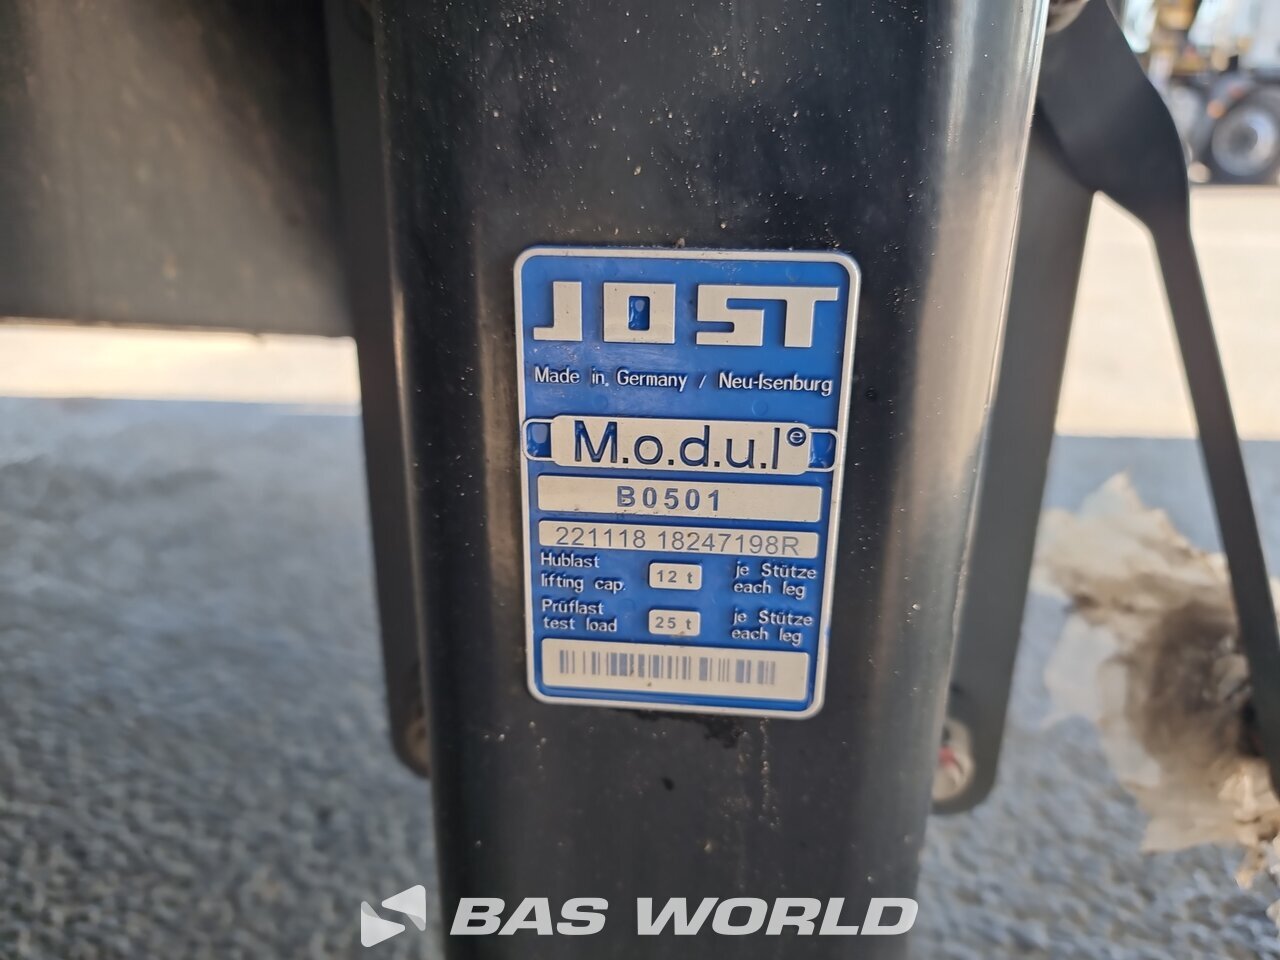 JOST
Made in Germany / Neu-Isenburg
M.o.d.u.l e
B0501
221118 18247198R
Hublast 12 t je Stütze
lifting cap. each leg
Prüflast 25 t je Stütze
test load each leg
BAS WORLD